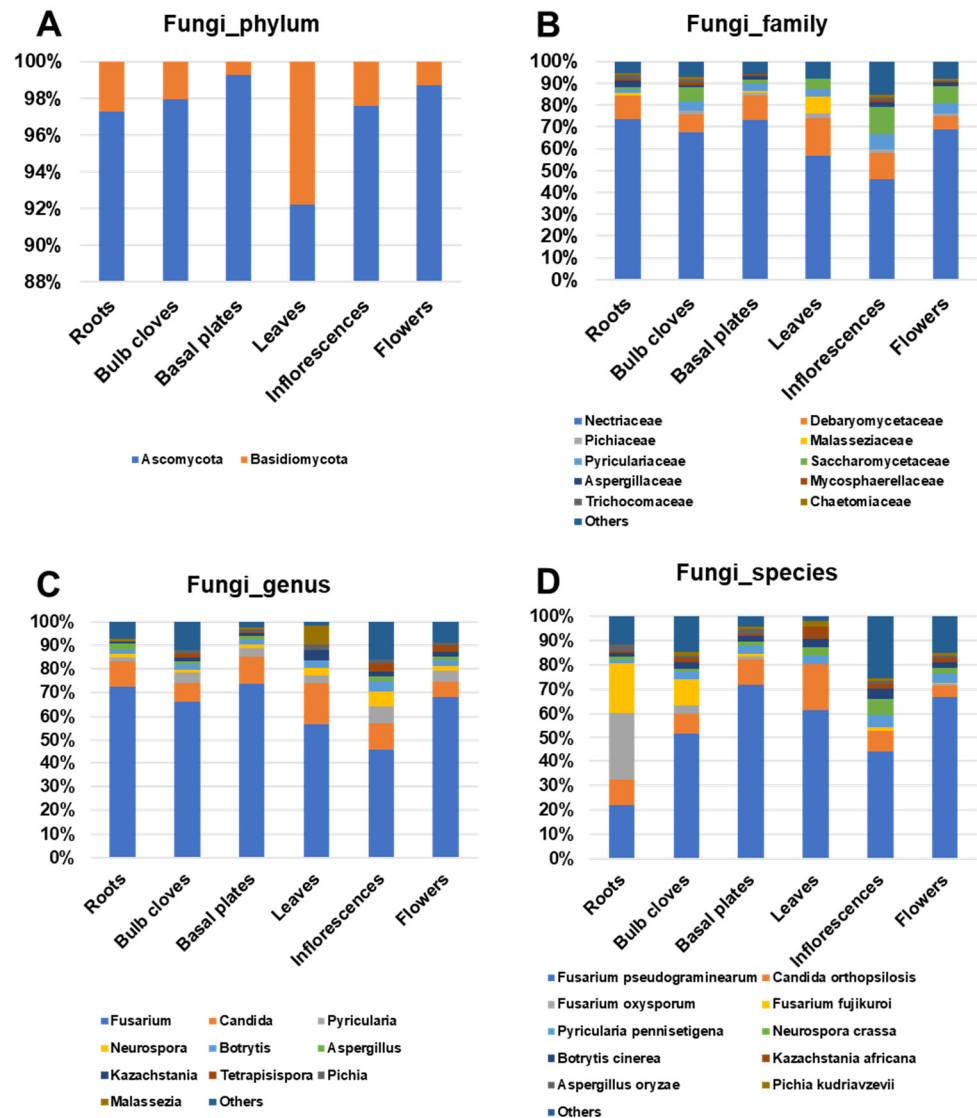 A
Fungi_phylum
100%
98%
96%
94%
92%
90%
88%
Roots
Bulb cloves
Basal plates
Leaves
Inflorescences
Flowers
Ascomycota Basidiomycota
B
Fungi_family
100%
90%
80%
70%
60%
50%
40%
30%
20%
10%
0%
Roots
Bulb cloves
Basal plates
Leaves
Inflorescences
Flowers
Nectriaceae Debaryomycetaceae
Pichiaceae Malasseziaceae
Pyriculariaceae Saccharomycetaceae
Aspergillaceae Mycosphaerellaceae
Trichocomaceae Chaetomiaceae
Others
C
Fungi_genus
100%
90%
80%
70%
60%
50%
40%
30%
20%
10%
0%
Roots
Bulb cloves
Basal plates
Leaves
Inflorescences
Flowers
Fusarium Candida Pyricularia
Neurospora Botrytis Aspergillus
Kazachstania Tetrapisispora Pichia
Malassezia Others
D
Fungi_species
100%
90%
80%
70%
60%
50%
40%
30%
20%
10%
0%
Roots
Bulb cloves
Basal plates
Leaves
Inflorescences
Flowers
Fusarium pseudograminearum Candida orthopsilosis
Fusarium oxysporum Fusarium fujikuroi
Pyricularia pennisetigena Neurospora crassa
Botrytis cinerea Kazachstania africana
Aspergillus oryzae Pichia kudriavzevii
Others